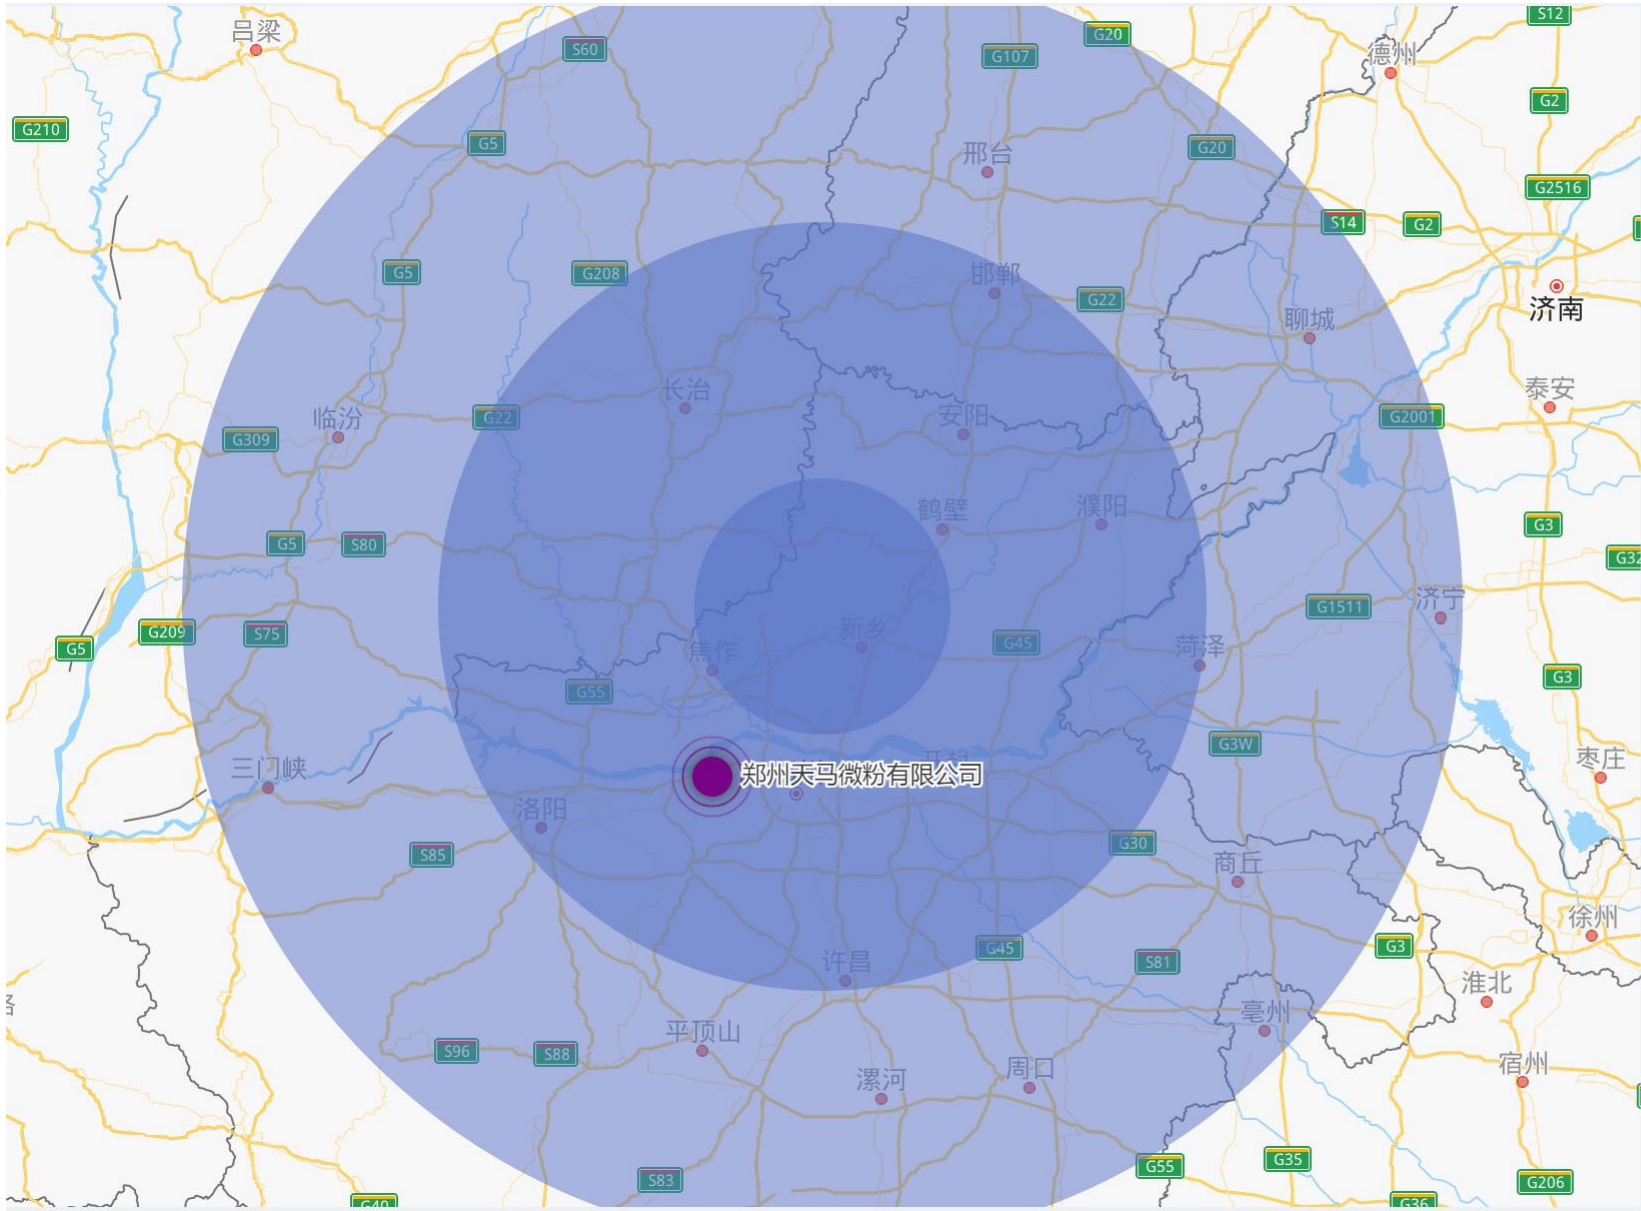 吕梁
S60
G107
G20
S12
德州
G2
G210
G5
邢台
G20
G2516
S14
G2
G5
G208
邯郸
G22
济南
聊城
长治
泰安
G22
临汾
G309
安阳
G2001
鹤壁
濮阳
G3
G5
S80
G32
G209
S75
G5
焦作
新乡
G45
G1511
济宁
菏泽
G3
G55
G3W
三门峡
郑州天马微粉有限公司
枣庄
洛阳
S85
G30
商丘
徐州
许昌
G45
S81
G3
淮北
亳州
平顶山
S96
S88
周口
漯河
宿州
S83
G55
G35
G206
G40
G36